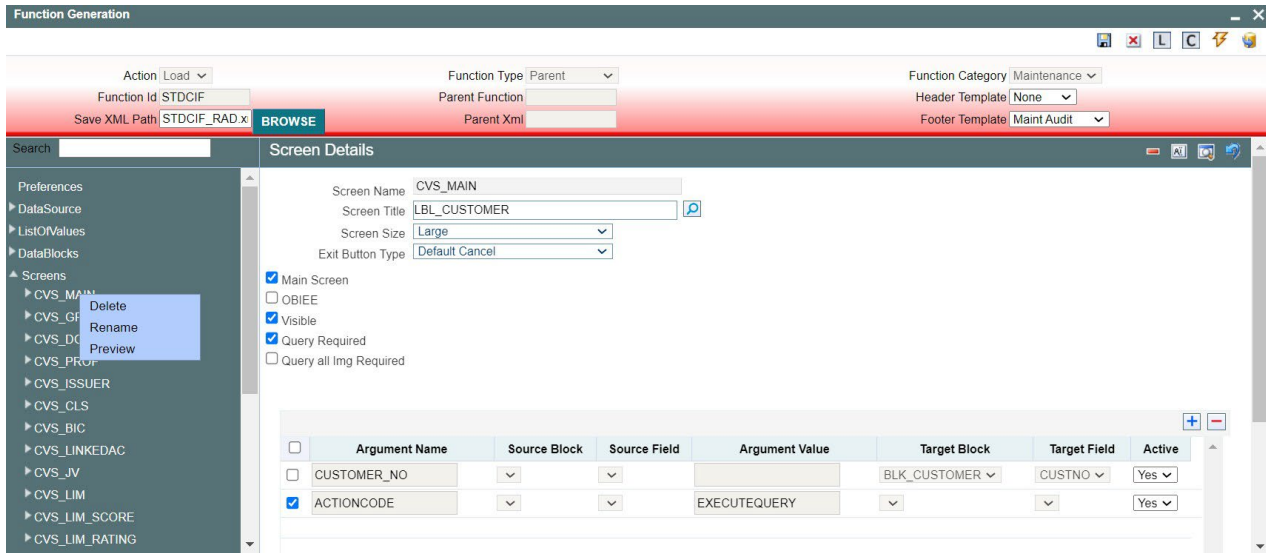 Function Generation
L C
Action Load Function Type Parent Function Category Maintenance
Function Id STDCIF Parent Function Header Template None
Save XML Path STDCIF_RAD.x BROWSE Parent Xml Footer Template Maint Audit
Search Screen Details
Preferences
DataSource
ListOfValues
DataBlocks
Screens
CVS_MAIN
Delete
Rename
Preview
CVS_ISSUER
CVS_CLS
CVS_BIC
CVS_LINKEDAC
CVS_JV
CVS_LIM
CVS_LIM_SCORE
CVS_LIM_RATING
Screen Name CVS_MAIN
Screen Title LBL_CUSTOMER
Screen Size Large
Exit Button Type Default Cancel
Main Screen
OBIEE
Visible
Query Required
Query all Img Required
Argument Name Source Block Source Field Argument Value Target Block Target Field Active
CUSTOMER_NO BLK_CUSTOMER CUSTNO Yes
ACTIONCODE EXECUTEQUERY Yes